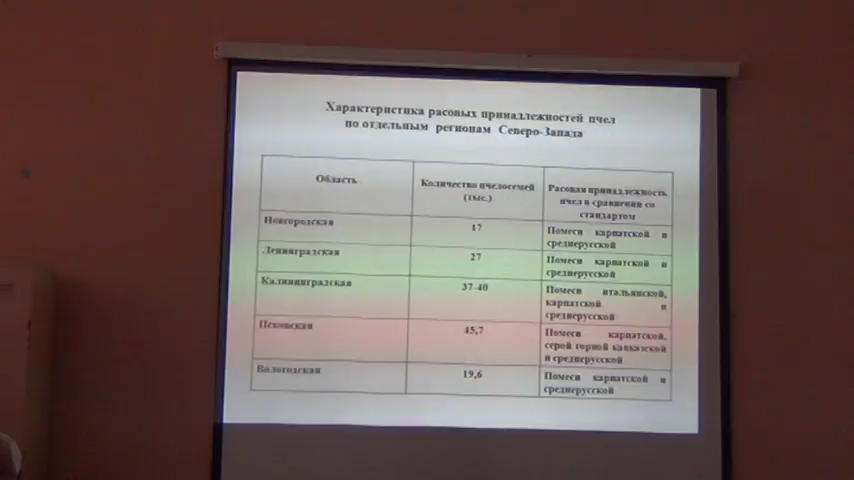 Характеристика расовых принадлежностей пчел
по отдельным регионам Северо-Запада
Область
Количество пчелосемей
(тыс.)
Расовая принадлежность
пчел в сравнении со
стандартом
Новгородская
17
Помеси карпатской и
среднерусской
Ленинградская
27
Помеси карпатской и
среднерусской
Калининградская
37-40
Помеси итальянской,
карпатской и
среднерусской
Псковская
45,7
Помеси карпатской,
серой горной кавказской
и среднерусской
Вологодская
19,6
Помеси карпатской и
среднерусской